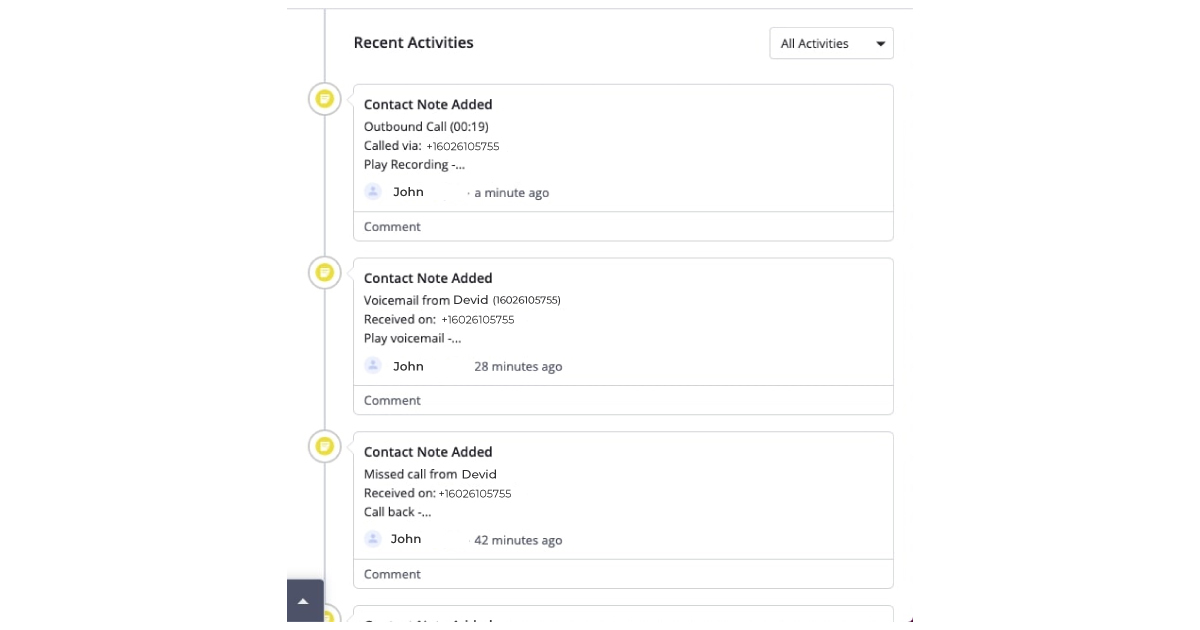 Recent Activities
All Activities
Contact Note Added
Outbound Call (00:19)
Called via: +16026105755
Play Recording -...
John · a minute ago
Comment
Contact Note Added
Voicemail from Devid (16026105755)
Received on: +16026105755
Play voicemail -...
John 28 minutes ago
Comment
Contact Note Added
Missed call from Devid
Received on: +16026105755
Call back -...
John · 42 minutes ago
Comment